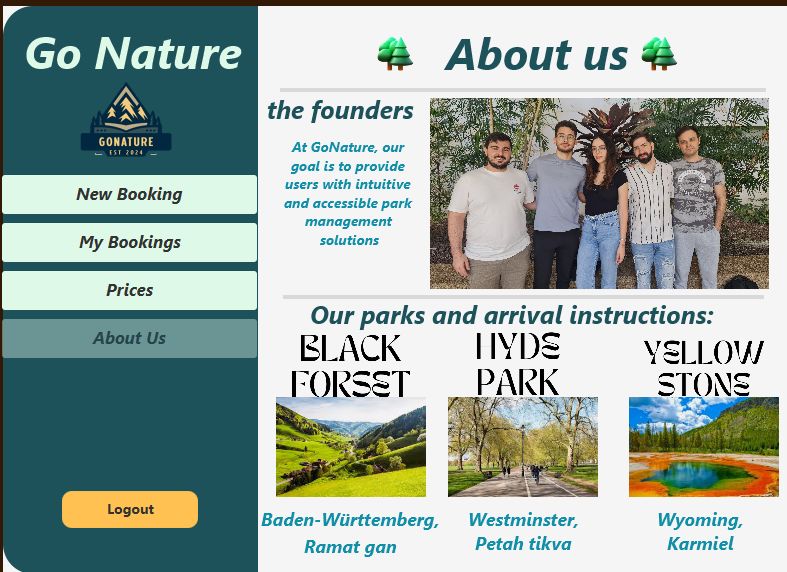 Go Nature
GONATURE
EST 2024
New Booking
My Bookings
Prices
About Us
Logout
About us
the founders
At GoNature, our
goal is to provide
users with intuitive
and accessible park
management
solutions
Our parks and arrival instructions:
BLACK
FORSET
HYDE
PARK
YELLOW
STONE
Baden-Württemberg,
Ramat gan
Westminster,
Petah tikva
Wyoming,
Karmiel